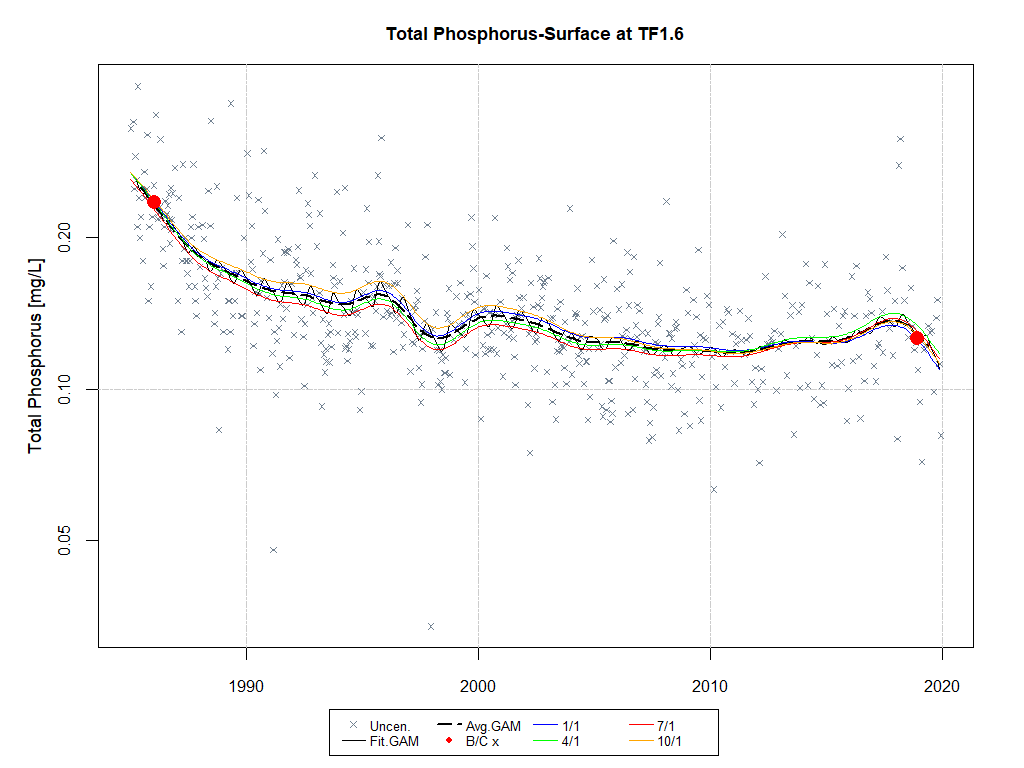 Total Phosphorus-Surface at TF1.6
Total Phosphorus [mg/L]
0.20
0.10
0.05
1990 2000 2010 2020
Uncen. Avg.GAM 1/1 7/1
Fit.GAM B/C x 4/1 10/1